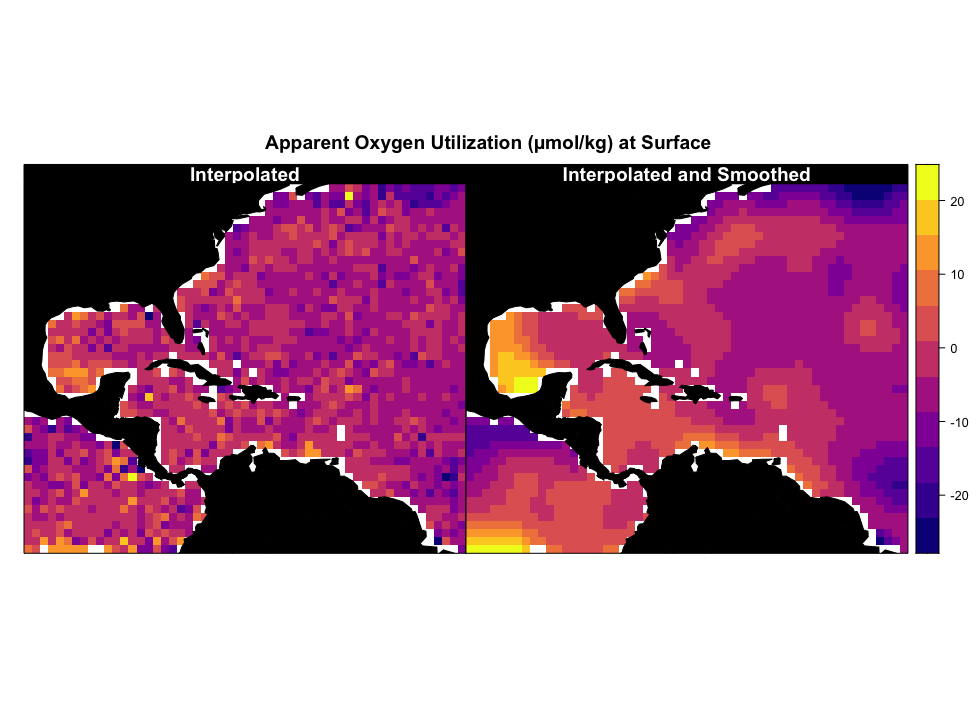 Apparent Oxygen Utilization (µmol/kg) at Surface
Interpolated
Interpolated and Smoothed
20
10
0
-10
-20